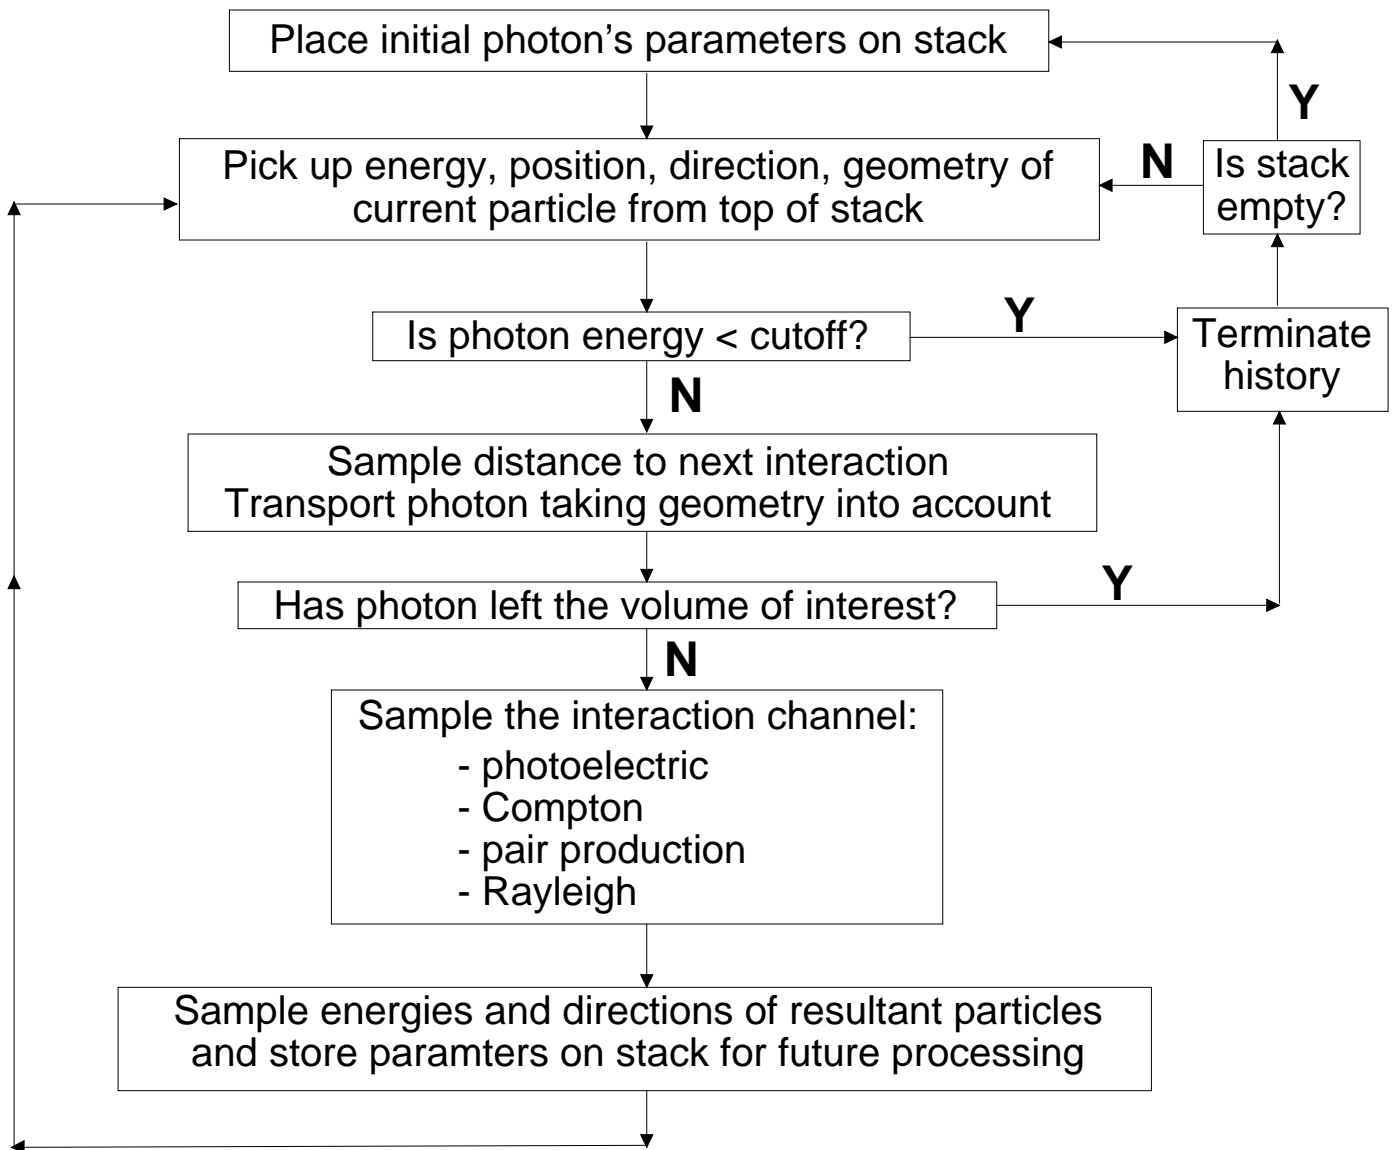 Place initial photon’s parameters on stack
Y
Pick up energy, position, direction, geometry of
current particle from top of stack
N
Is stack
empty?
Is photon energy < cutoff?
Y
Terminate
history
N
Sample distance to next interaction
Transport photon taking geometry into account
Has photon left the volume of interest?
Y
N
Sample the interaction channel:
- photoelectric
- Compton
- pair production
- Rayleigh
Sample energies and directions of resultant particles
and store paramters on stack for future processing